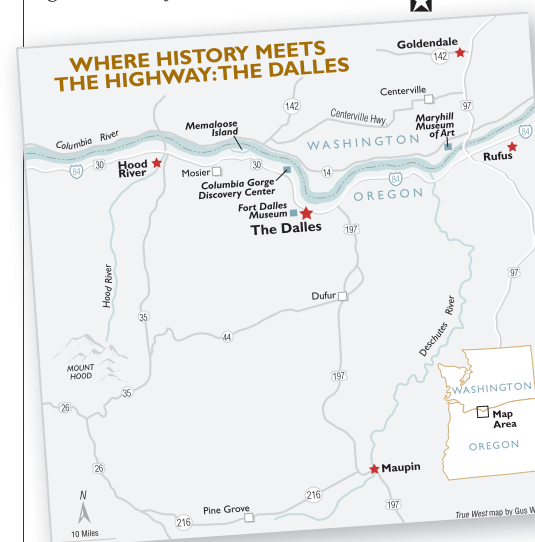 WHERE HISTORY MEETS
THE HIGHWAY: THE DALLES
Goldendale
142
Centerville
97
142
Centerville Hwy.
Maryhill
Museum
of Art
Memaloose
Island
WASHINGTON
84
Columbia River
Rufus
30
84
Hood
River
Mosier
30
14
84
Columbia Gorge
Discovery Center
OREGON
Fort Dalles
Museum
The Dalles
197
97
Hood River
Dufur
35
44
Deschutes River
MOUNT
HOOD
197
35
26
WASHINGTON
Map
Area
OREGON
26
Maupin
N
216
Pine Grove
197
216
10 Miles
True West map by Gus